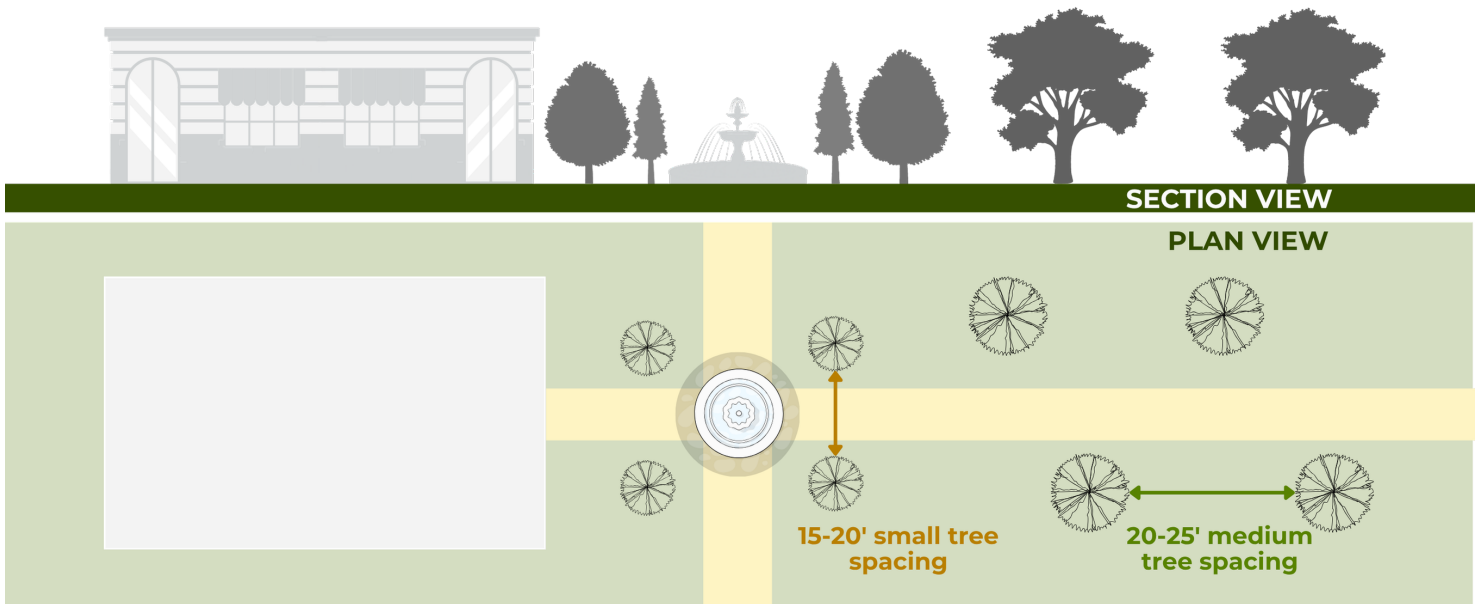 SECTION VIEW
PLAN VIEW
15-20' small tree
spacing
20-25' medium
tree spacing